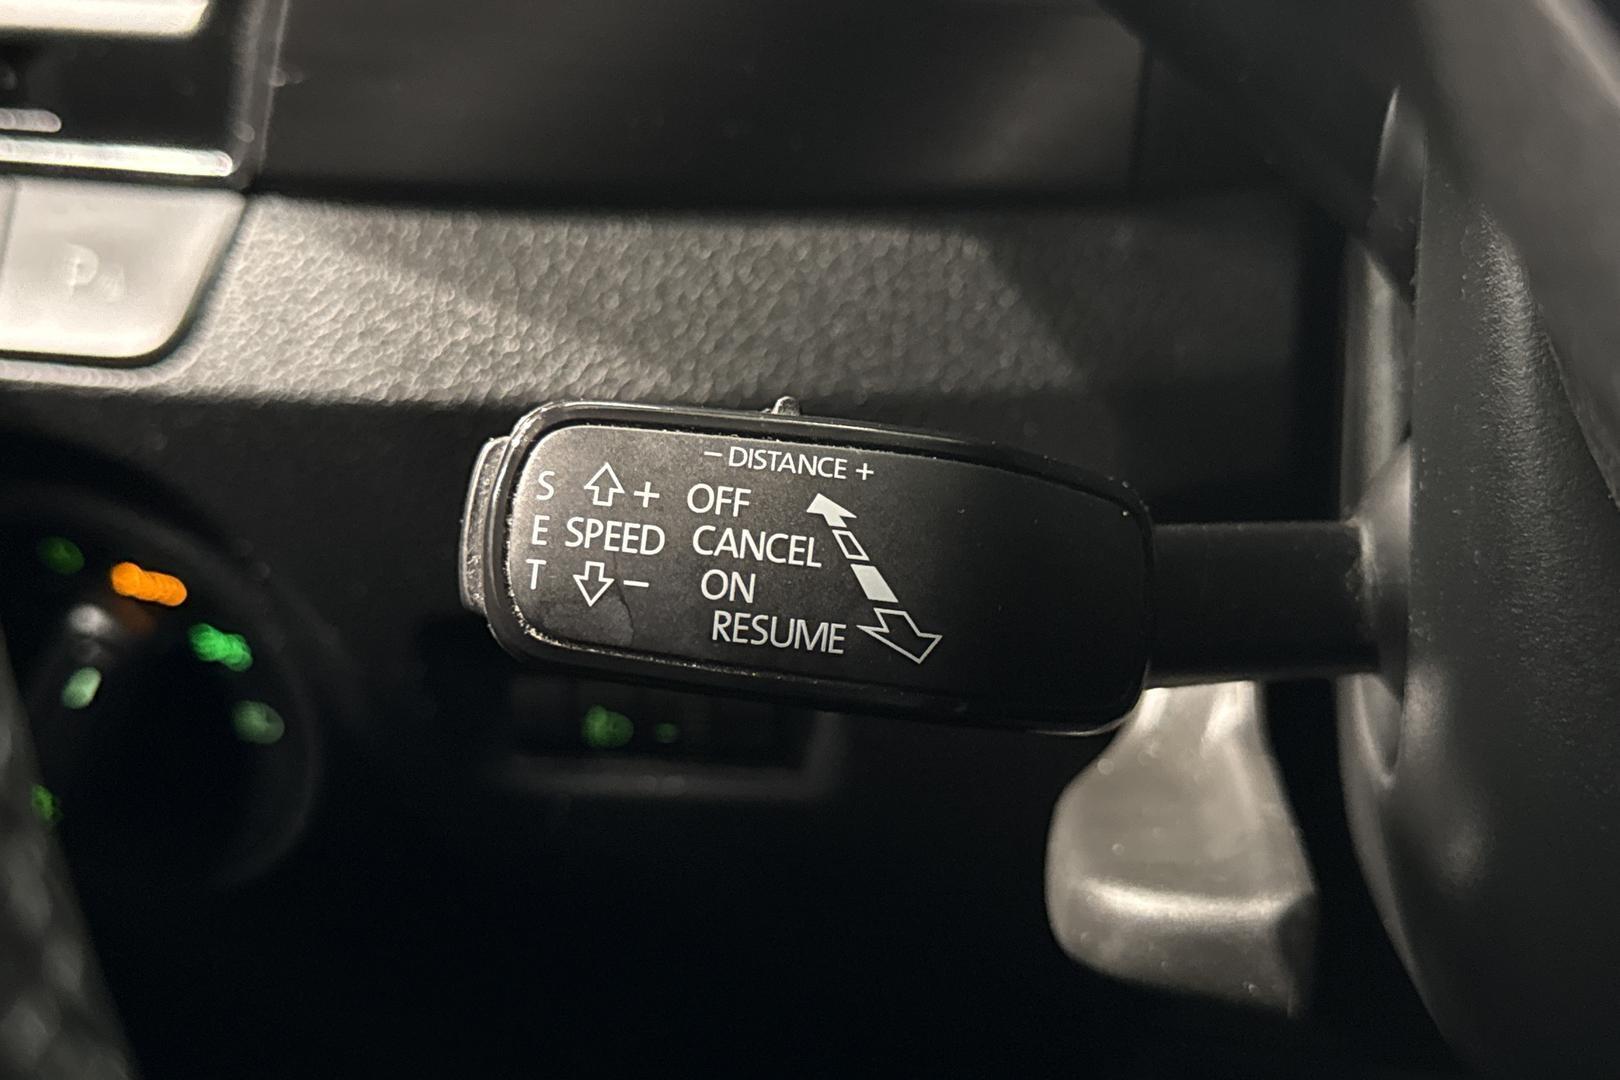 P
– DISTANCE +
S + OFF
E SPEED CANCEL
T – ON
RESUME